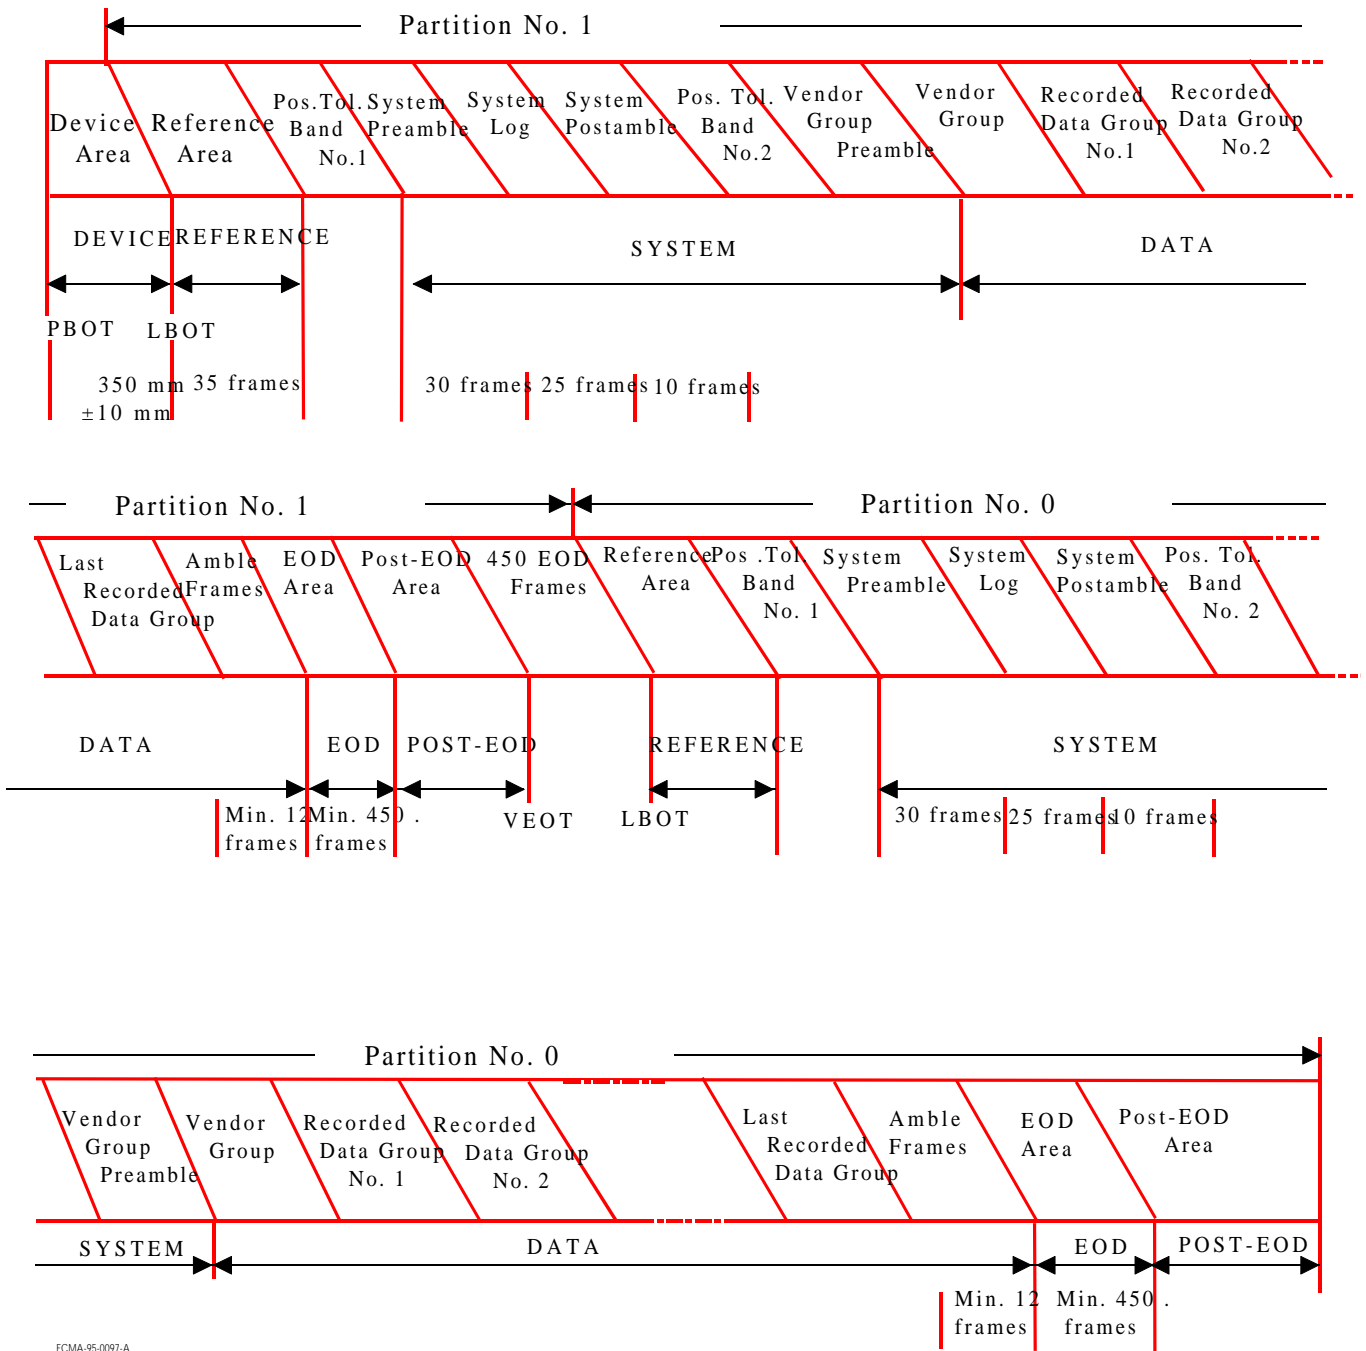 Partition No. 1
Device Area
Reference Area
Pos.Tol. Band No.1
System Preamble
System Log
System Postamble
Pos. Tol. Band No.2
Vendor Group Preamble
Vendor Group
Recorded Data Group No.1
Recorded Data Group No.2
DEVICE REFERENCE SYSTEM DATA
PBOT LBOT
350 mm ±10 mm
35 frames 30 frames 25 frames 10 frames
Partition No. 1 Partition No. 0
Last Recorded Data Group
Amble Frames
EOD Area
Post-EOD Area
450 EOD Frames
Reference Area
Pos .Tol. Band No. 1
System Preamble
System Log
System Postamble
Pos. Tol. Band No. 2
DATA EOD POST-EOD REFERENCE SYSTEM
Min. 12 frames
Min. 450 . frames
VEOT LBOT
30 frames 25 frames 10 frames
Partition No. 0
Vendor Group Preamble
Vendor Group
Recorded Data Group No. 1
Recorded Data Group No. 2
Last Recorded Data Group
Amble Frames
EOD Area
Post-EOD Area
SYSTEM DATA EOD POST-EOD
Min. 12 frames
Min. 450 . frames
ECMA-95-0097-A